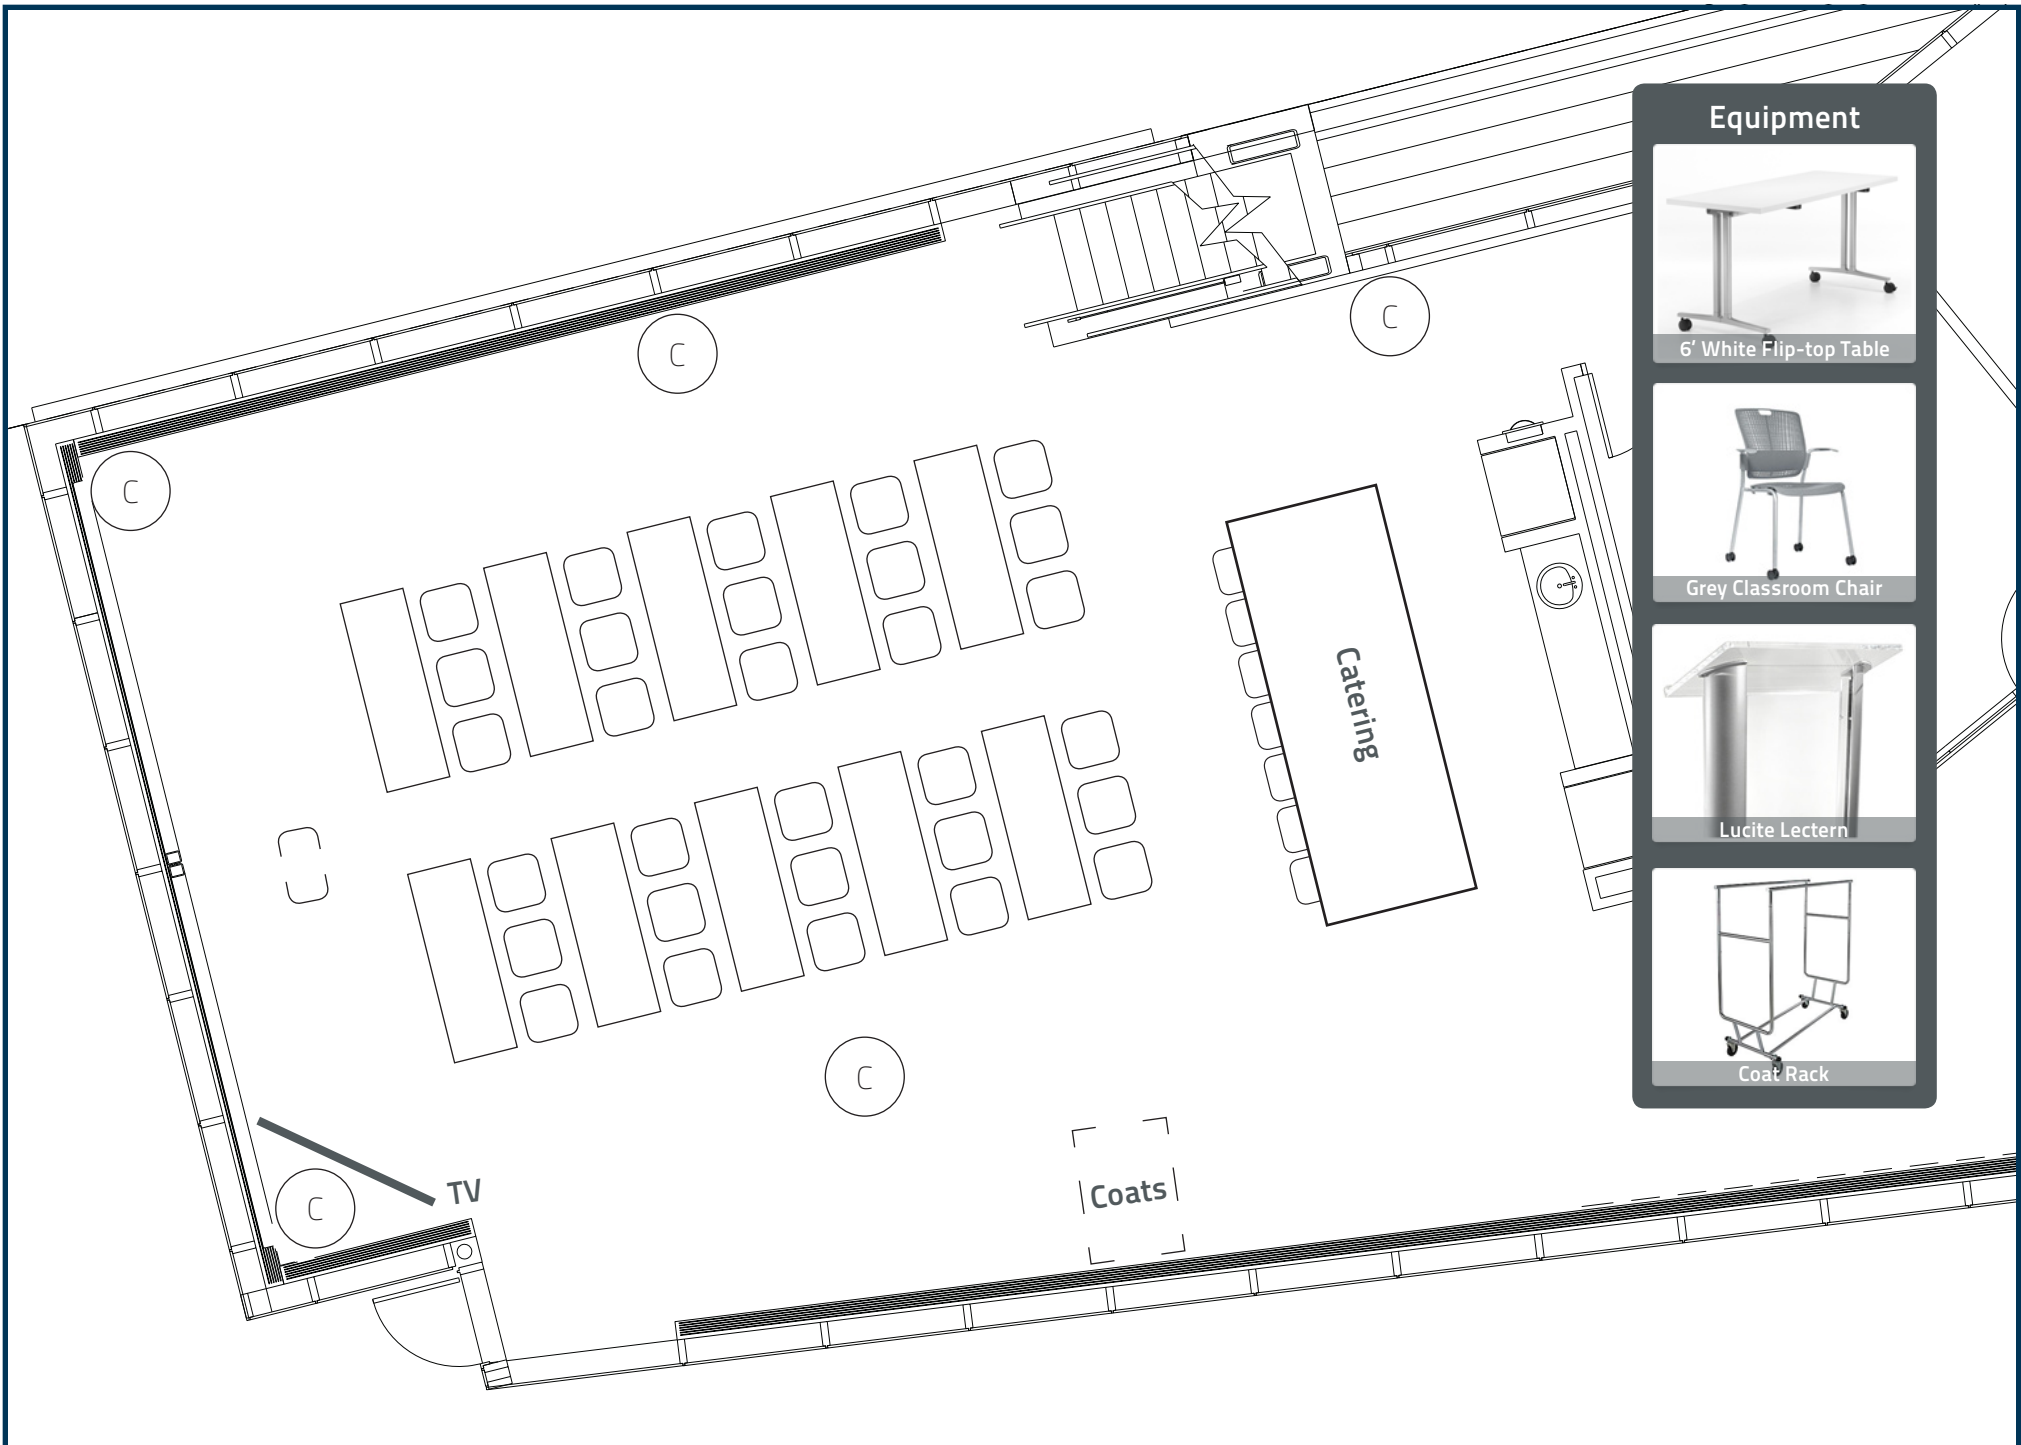 Equipment
6' White Flip-top Table
Grey Classroom Chair
Lucite Lectern
Coat Rack
C
C
C
Catering
C
C
TV
Coats